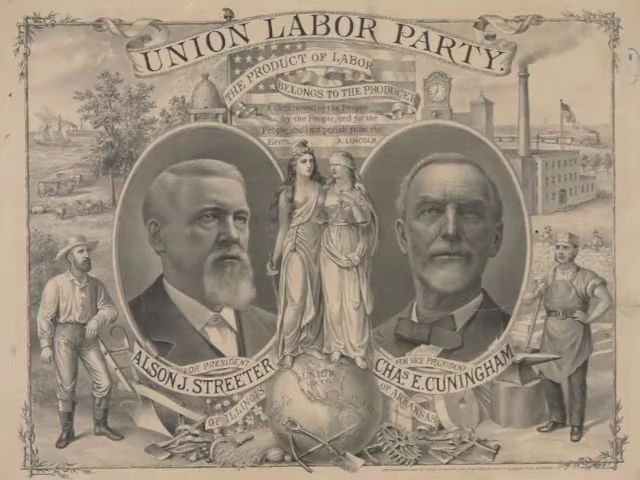 UNION LABOR PARTY.
THE PRODUCT OF LABOR
BELONGS TO THE PRODUCER
A Government of the People
by the People, and for the
People, shall not perish from the
Earth. A. LINCOLN
FOR PRESIDENT
ALSON J. STREETER
OF ILLINOIS
FOR VICE PRESIDENT
CHAS E. CUNINGHAM
OF ARKANSAS
UNION